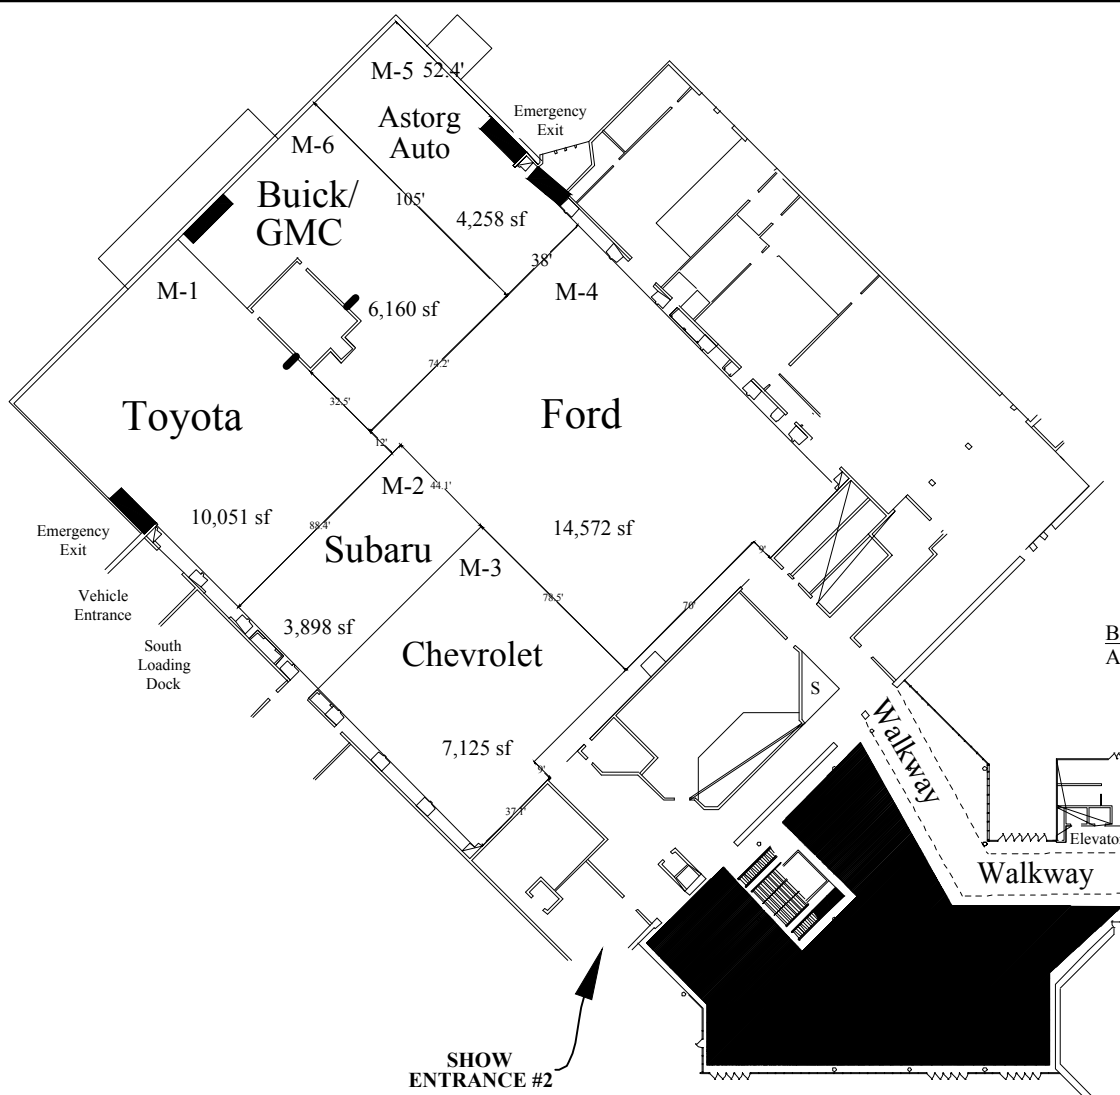 M-5 52.4'
Astorg
Auto
4,258 sf
Emergency
Exit
M-6
Buick/
GMC
105'
6,160 sf
38'
M-4
M-1
74.2'
Toyota
32.5'
12'
Ford
10,051 sf
M-2
44.1'
88.4'
Subaru
14,572 sf
M-3
Emergency
Exit
Vehicle
Entrance
South
Loading
Dock
3,898 sf
78.5'
9'
70'
Chevrolet
7,125 sf
9'
37.1'
S
B
A
Walkway
Walkway
Elevato
SHOW
ENTRANCE #2